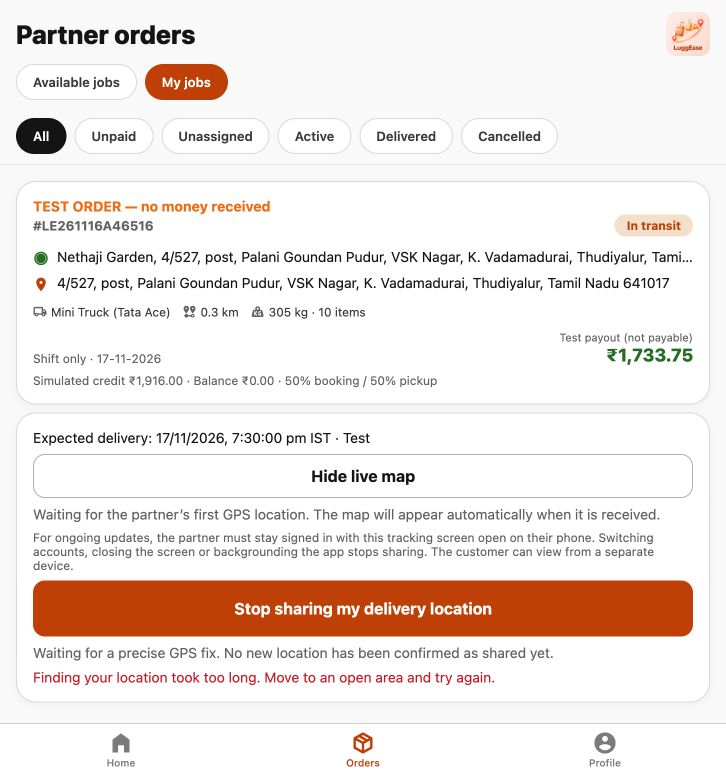 Partner orders
LuggEase
Available jobs
My jobs
All
Unpaid
Unassigned
Active
Delivered
Cancelled
TEST ORDER — no money received
#LE261116A46516
In transit
Nethaji Garden, 4/527, post, Palani Goundan Pudur, VSK Nagar, K. Vadamadurai, Thudiyalur, Tami...
4/527, post, Palani Goundan Pudur, VSK Nagar, K. Vadamadurai, Thudiyalur, Tamil Nadu 641017
Mini Truck (Tata Ace) 0.3 km 305 kg · 10 items
Test payout (not payable)
Shift only · 17-11-2026
₹1,733.75
Simulated credit ₹1,916.00 · Balance ₹0.00 · 50% booking / 50% pickup
Expected delivery: 17/11/2026, 7:30:00 pm IST · Test
Hide live map
Waiting for the partner’s first GPS location. The map will appear automatically when it is received.
For ongoing updates, the partner must stay signed in with this tracking screen open on their phone. Switching
accounts, closing the screen or backgrounding the app stops sharing. The customer can view from a separate
device.
Stop sharing my delivery location
Waiting for a precise GPS fix. No new location has been confirmed as shared yet.
Finding your location took too long. Move to an open area and try again.
Home
Orders
Profile